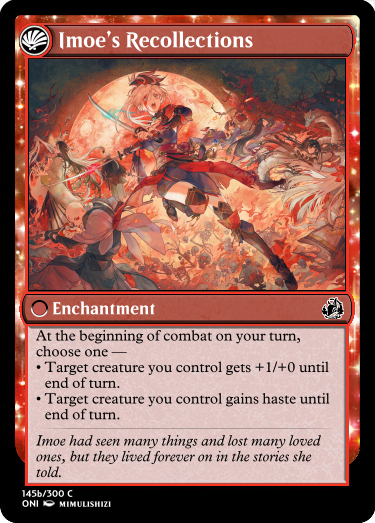 Imoe's Recollections
Enchantment
At the beginning of combat on your turn,
choose one —
• Target creature you control gets +1/+0 until
end of turn.
• Target creature you control gains haste until
end of turn.
Imoe had seen many things and lost many loved
ones, but they lived forever on in the stories she
told.
145b/300 C
ONI MIMULISHIZI